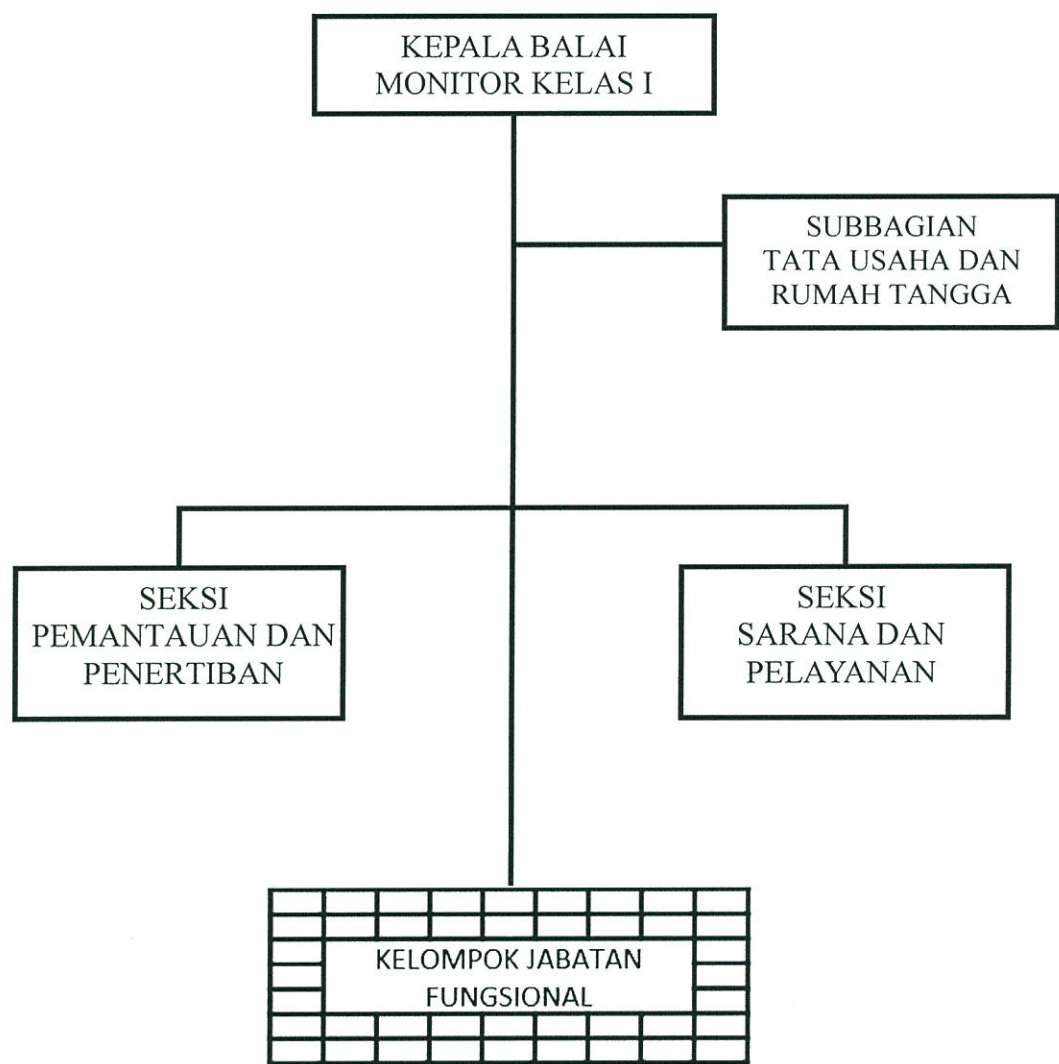 KEPALA BALAI
MONITOR KELAS I
SUBBAGIAN
TATA USAHA DAN
RUMAH TANGGA
SEKSI
PEMANTAUAN DAN
PENERTIBAN
SEKSI
SARANA DAN
PELAYANAN
KELOMPOK JABATAN
FUNGSIONAL